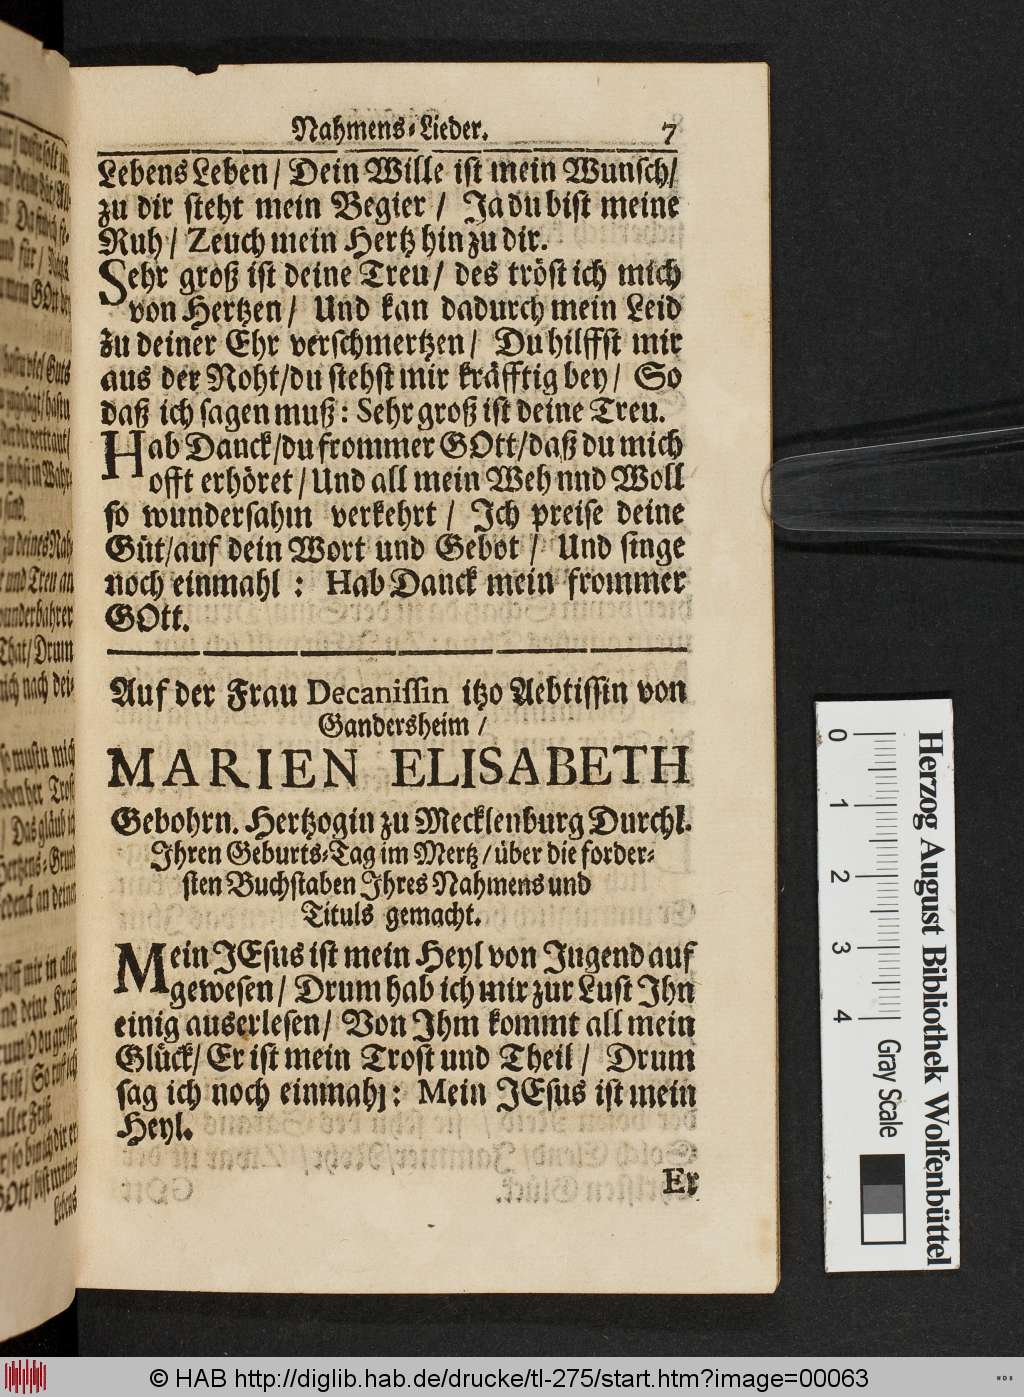 Nahmens-Lieder. 7
Lebens Leben / Dein Wille ist mein Wunsch/
zu dir steht mein Begier / Ja du bist meine
Ruh / Zeuch mein Hertz hin zu dir.
Sehr groß ist deine Treu / des tröst ich mich
von Hertzen / Und kan dadurch mein Leid
zu deiner Ehr verschmertzen / Du hilffst mir
aus der Noht/du stehst mir kräfftig bey / So
daß ich sagen muß: Sehr groß ist deine Treu.
Hab Danck/du frommer GOtt/daß du mich
offt erhöret / Und all mein Weh nnd Woll
so wundersahm verkehrt / Ich preise deine
Güt/auf dein Wort und Gebot / Und singe
noch einmahl : Hab Danck mein frommer
GOtt.
Auf der Frau Decanissin itzo Aebtissin von
Gandersheim /
MARIEN ELISABETH
Gebohrn. Hertzogin zu Mecklenburg Durchl.
Ihren Geburts-Tag im Mertz / über die forder-
sten Buchstaben Ihres Nahmens und
Tituls gemacht.
Mein JEsus ist mein Heyl von Jugend auf
gewesen / Drum hab ich mir zur Lust Ihn
einig auserlesen / Von Ihm kommt all mein
Glück/ Er ist mein Trost und Theil / Drum
sag ich noch einmahl: Mein JEsus ist mein
Heyl.
Er
0 1 2 3 4
Gray Scale
Herzog August Bibliothek Wolfenbüttel
© HAB http://diglib.hab.de/drucke/tl-275/start.htm?image=00063